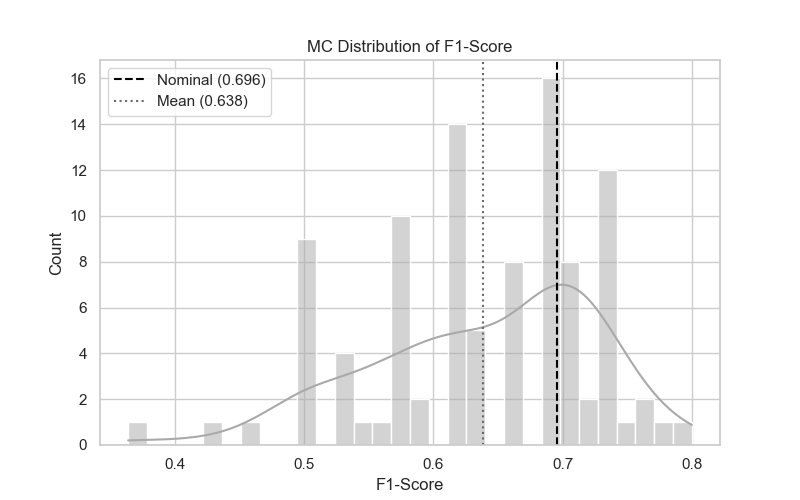 MC Distribution of F1-Score
Nominal (0.696)
Mean (0.638)
Count
16
14
12
10
8
6
4
2
0
0.4 0.5 0.6 0.7 0.8
F1-Score